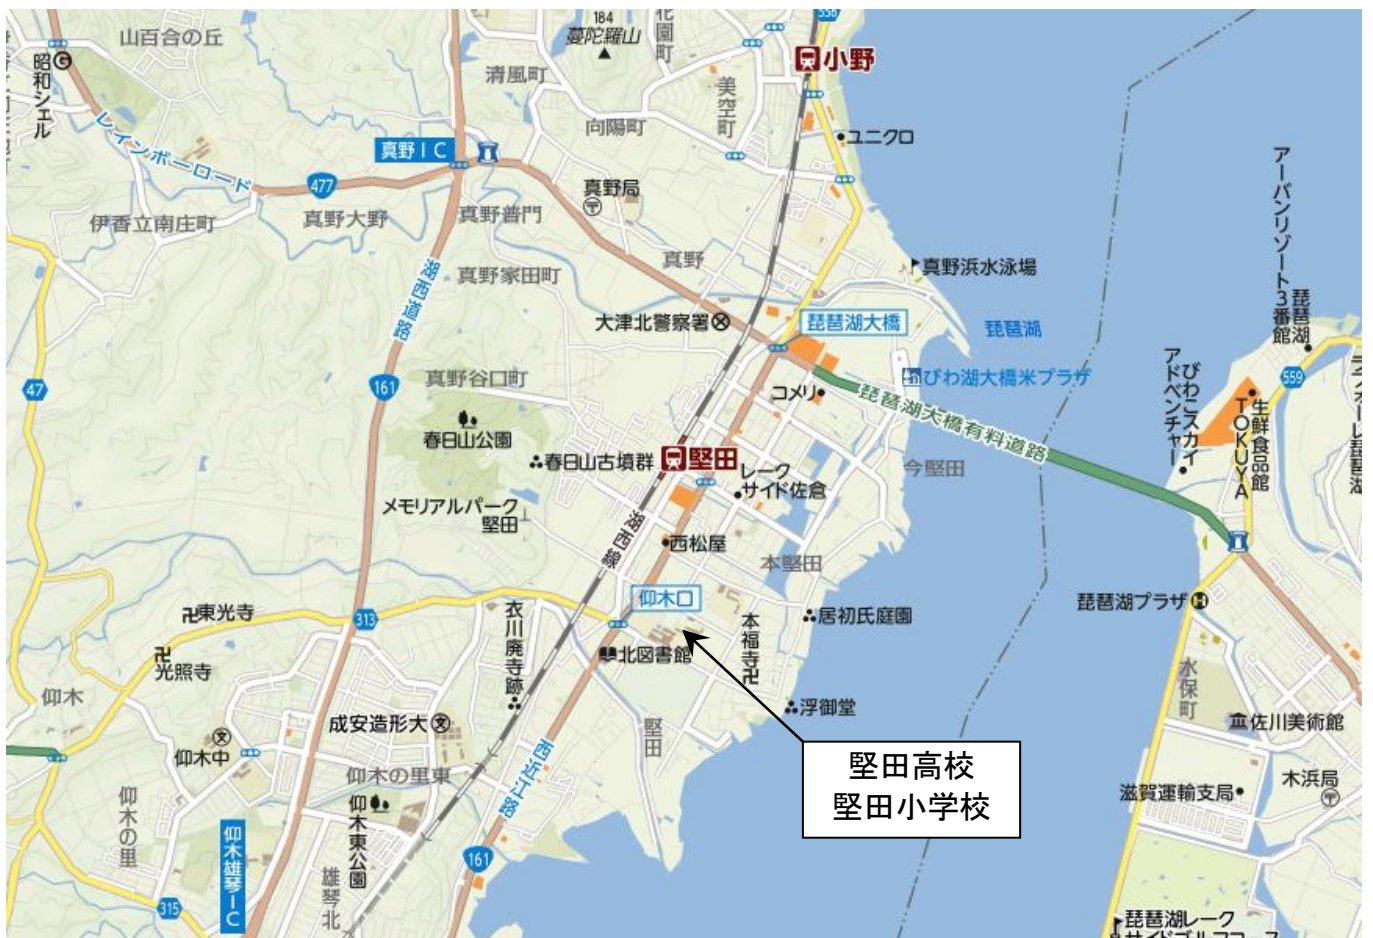 山百合の丘
昭和シェル
184
蔓陀羅山
花園町
558
小野
清風町
美空町
向陽町
ユニクロ
レインボーロード
真野IC
477
真野局
伊香立南庄町
真野大野
真野普門
真野
真野家田町
湖西道路
真野浜水泳場
アーバンリゾート3番館
琵琶湖
大津北警察署
琵琶湖大橋
琵琶湖
47
161
真野谷口町
びわ湖大橋米プラザ
コメリ
琵琶湖大橋有料道路
559
びわこスカイ
アドベンチャー
生鮮食品館
TOKUYA
春日山公園
春日山古墳群
堅田
レーク
サイド佐倉
今堅田
メモリアルパーク
堅田
湖西線
西松屋
本堅田
仰木口
琵琶湖プラザ
東光寺
313
衣川廃寺跡
居初氏庭園
本福寺
北図書館
光照寺
仰木
水保町
浮御堂
成安造形大
堅田
佐川美術館
仰木中
仰木の里東
西近江路
堅田高校
堅田小学校
木浜局
滋賀運輸支局
仰木の里
仰木東公園
仰木雄琴IC
161
雄琴北
315
琵琶湖レーク
サイドゴルフコース